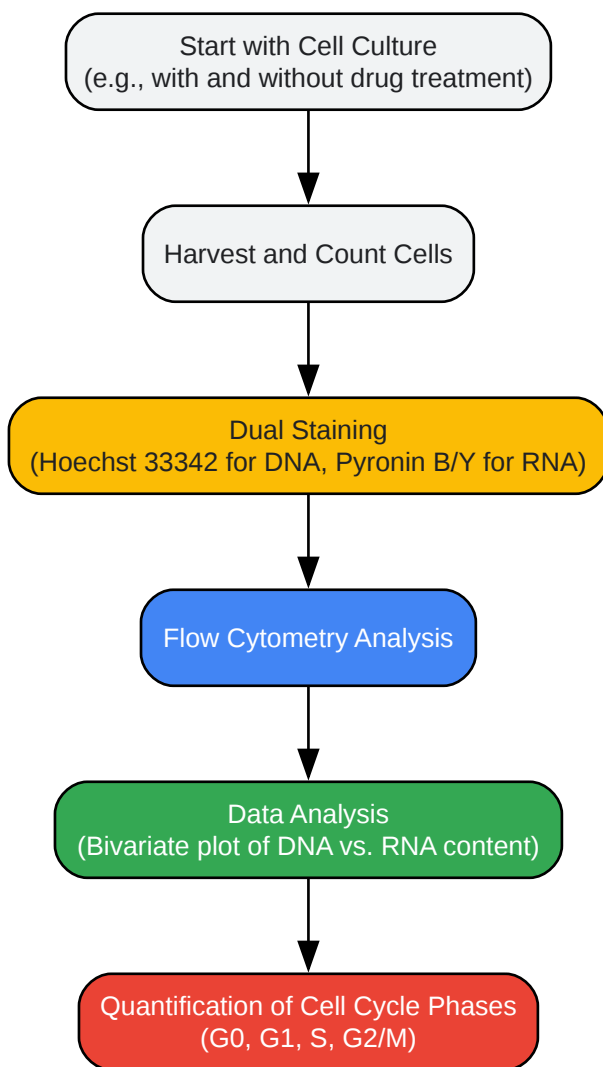 Start with Cell Culture
(e.g., with and without drug treatment)
Harvest and Count Cells
Dual Staining
(Hoechst 33342 for DNA, Pyronin B/Y for RNA)
Flow Cytometry Analysis
Data Analysis
(Bivariate plot of DNA vs. RNA content)
Quantification of Cell Cycle Phases
(G0, G1, S, G2/M)